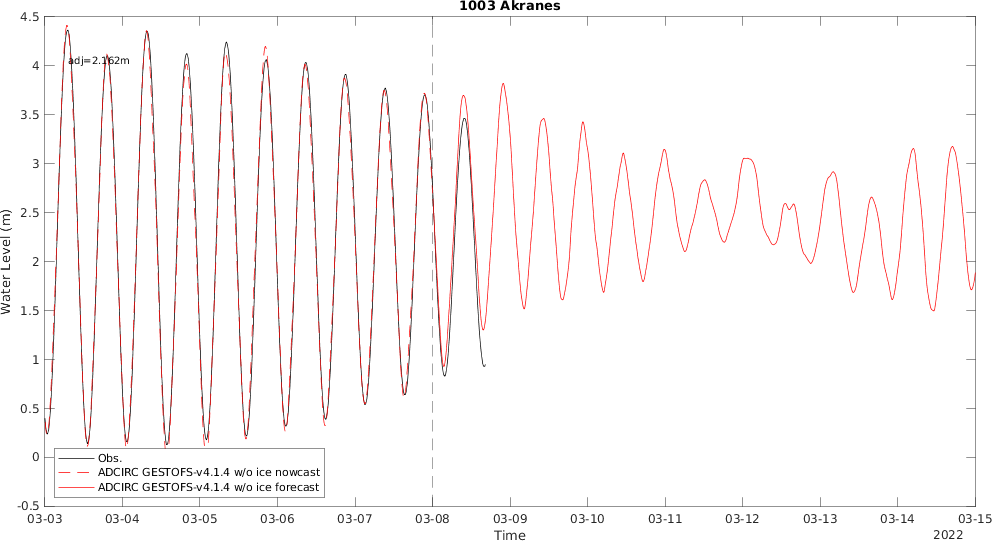 1003 Akranes
adj=2.162m
Water Level (m)
4.5
4
3.5
3
2.5
2
1.5
1
0.5
0
-0.5
Obs.
ADCIRC GESTOFS-v4.1.4 w/o ice nowcast
ADCIRC GESTOFS-v4.1.4 w/o ice forecast
03-03 03-04 03-05 03-06 03-07 03-08 03-09 03-10 03-11 03-12 03-13 03-14 03-15
Time
2022